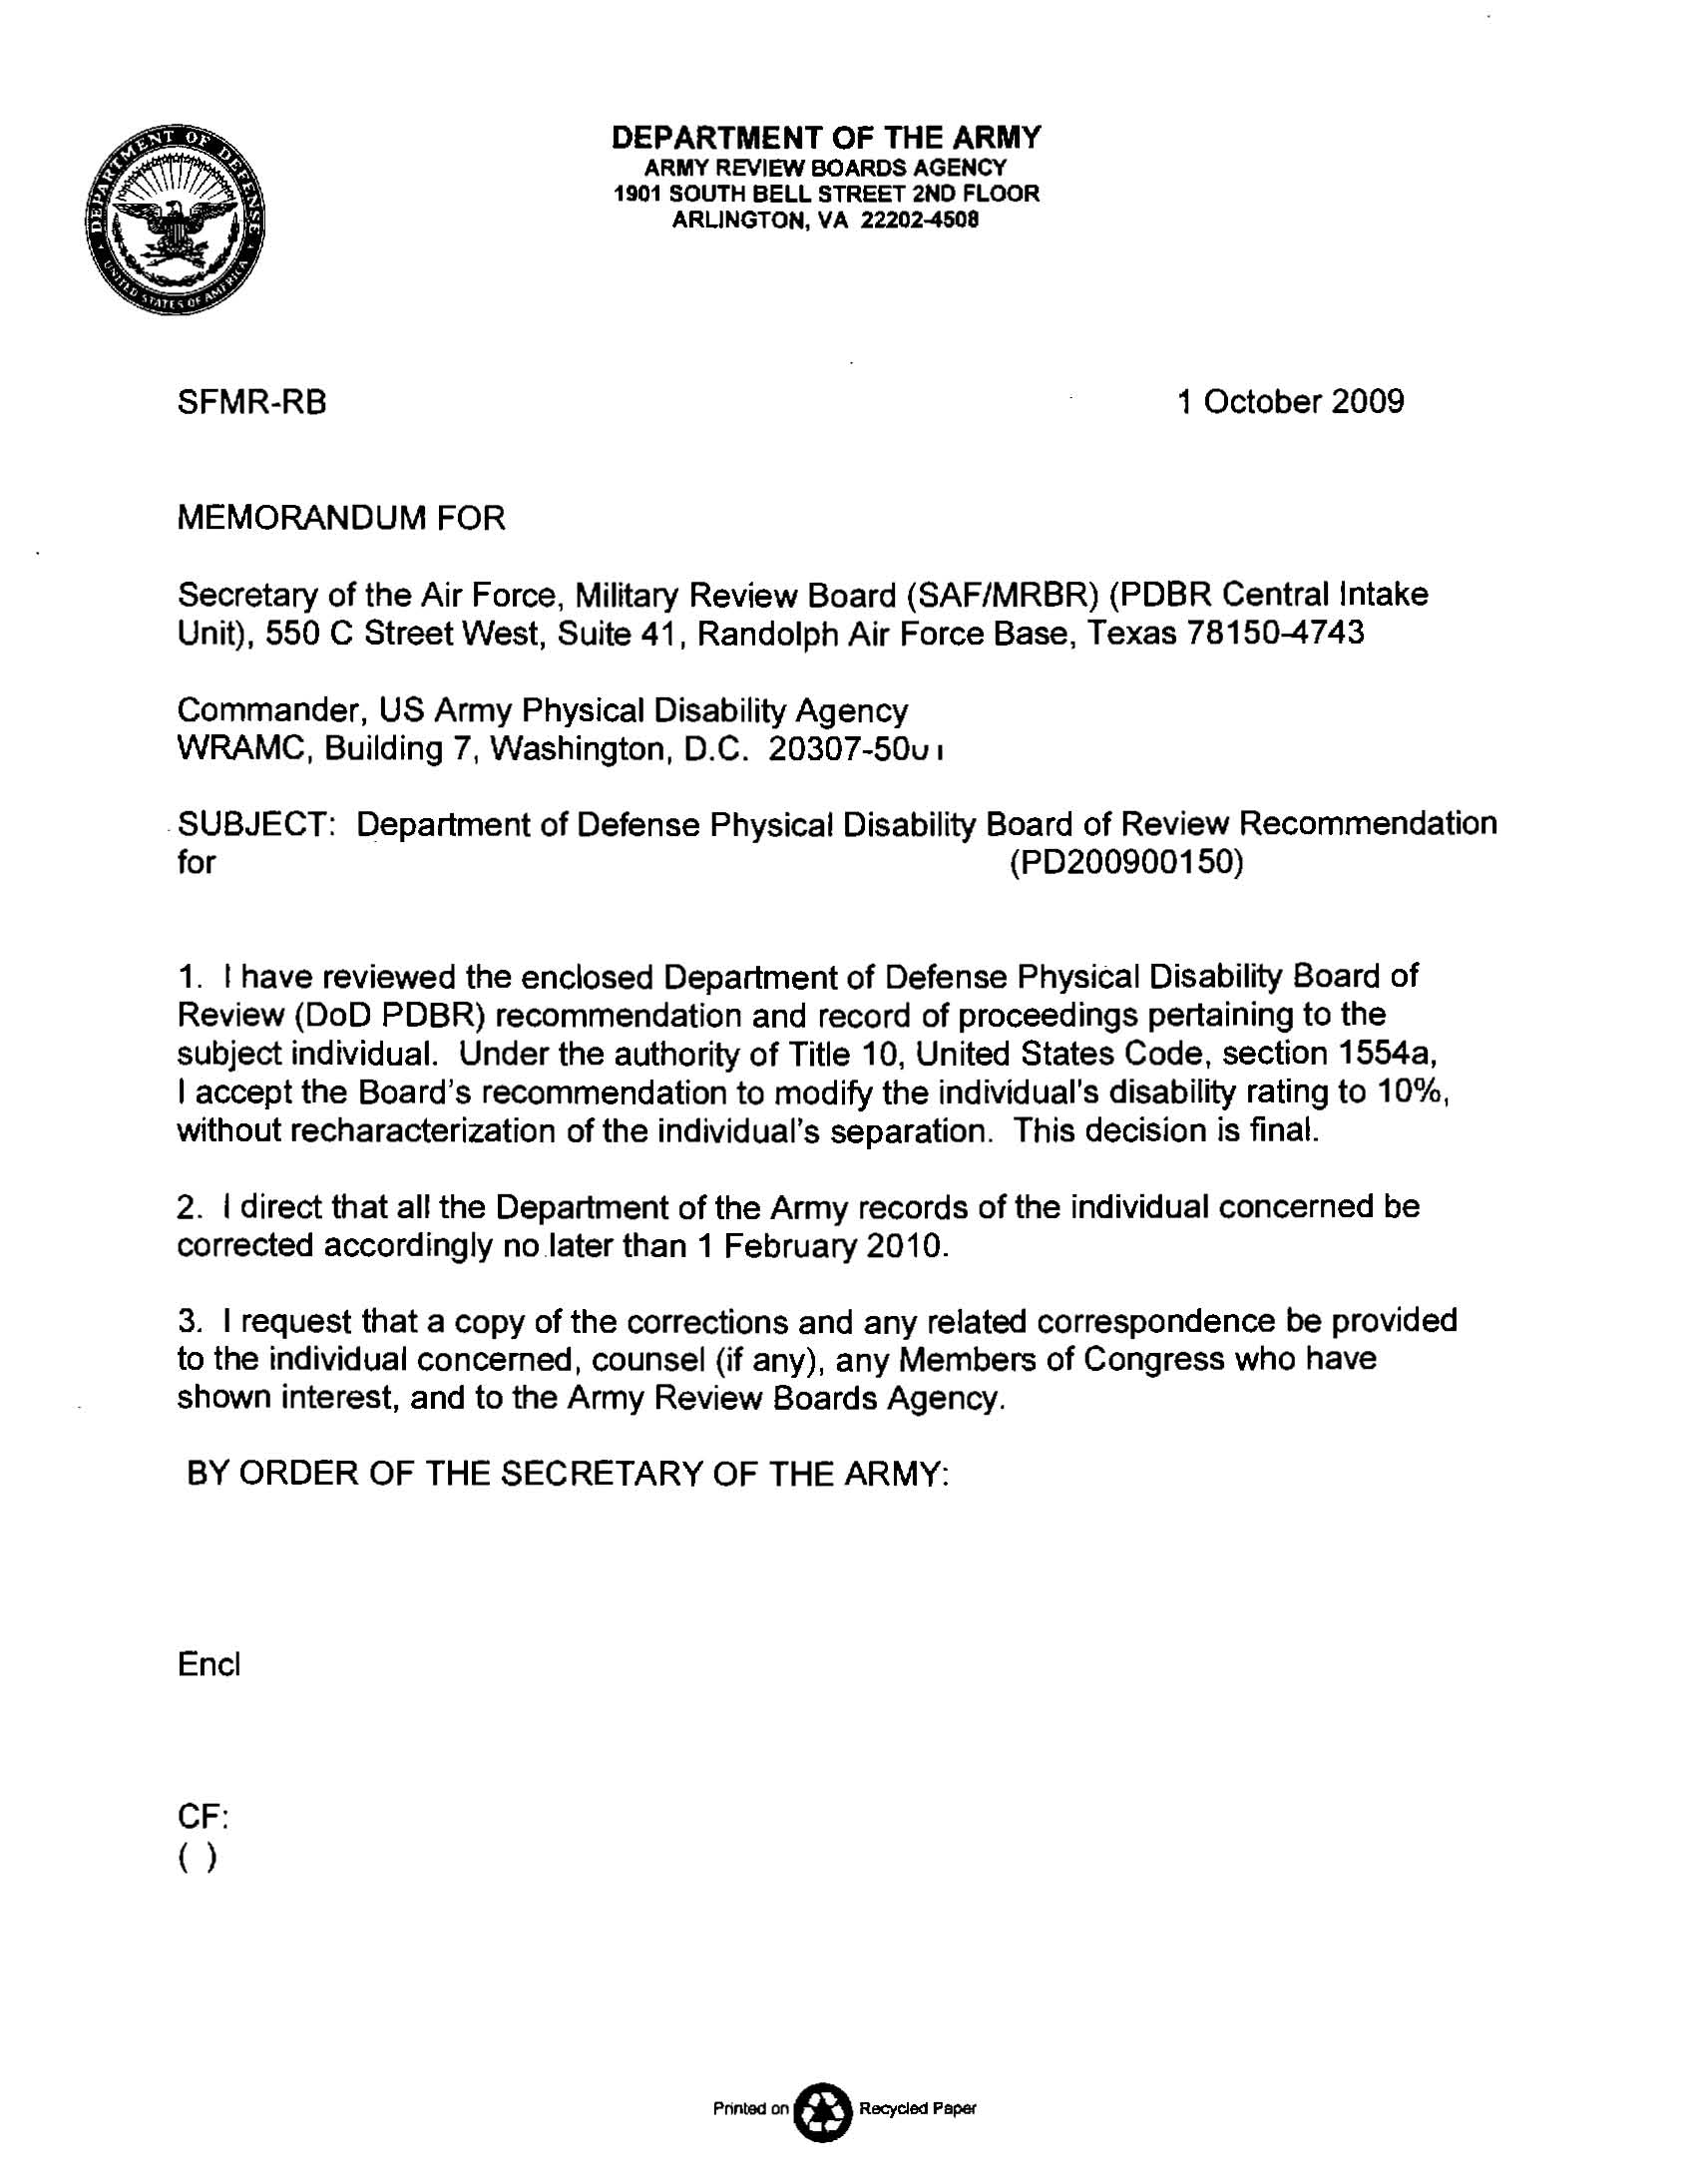 DEPARTMENT OF DEFENSE
UNITED STATES OF AMERICA
DEPARTMENT OF THE ARMY
ARMY REVIEW BOARDS AGENCY
1901 SOUTH BELL STREET 2ND FLOOR
ARLINGTON, VA 22202-4508
SFMR-RB 1 October 2009
MEMORANDUM FOR
Secretary of the Air Force, Military Review Board (SAF/MRBR) (PDBR Central Intake
Unit), 550 C Street West, Suite 41, Randolph Air Force Base, Texas 78150-4743
Commander, US Army Physical Disability Agency
WRAMC, Building 7, Washington, D.C. 20307-5001
SUBJECT: Department of Defense Physical Disability Board of Review Recommendation
for (PD200900150)
1. I have reviewed the enclosed Department of Defense Physical Disability Board of
Review (DoD PDBR) recommendation and record of proceedings pertaining to the
subject individual. Under the authority of Title 10, United States Code, section 1554a,
I accept the Board's recommendation to modify the individual's disability rating to 10%,
without recharacterization of the individual's separation. This decision is final.
2. I direct that all the Department of the Army records of the individual concerned be
corrected accordingly no later than 1 February 2010.
3. I request that a copy of the corrections and any related correspondence be provided
to the individual concerned, counsel (if any), any Members of Congress who have
shown interest, and to the Army Review Boards Agency.
BY ORDER OF THE SECRETARY OF THE ARMY:
Encl
CF:
( )
Printed on Recycled Paper